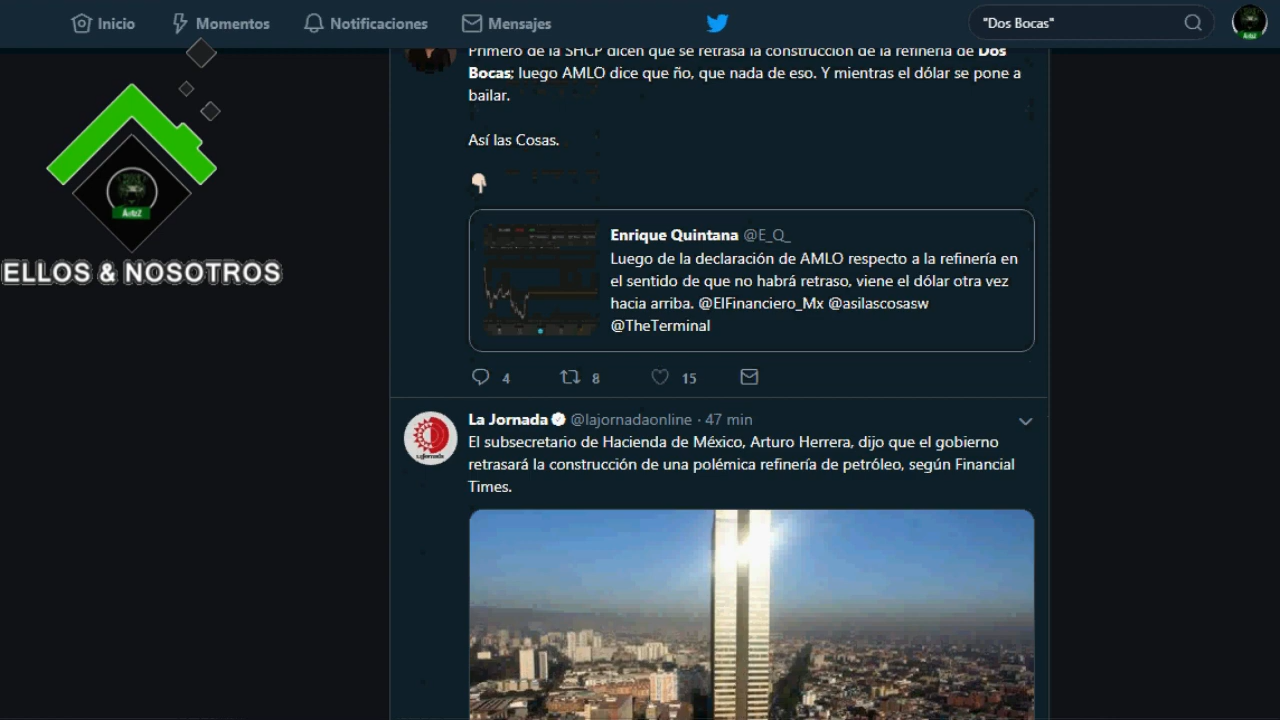 Inicio
Momentos
Notificaciones
Mensajes
"Dos Bocas"
Primero de la SHCP dicen que se retrasa la construcción de la refinería de Dos
Bocas; luego AMLO dice que ño, que nada de eso. Y mientras el dólar se pone a
bailar.
Así las Cosas.
Enrique Quintana @E_Q_
Luego de la declaración de AMLO respecto a la refinería en
el sentido de que no habrá retraso, viene el dólar otra vez
hacia arriba. @ElFinanciero_Mx @asilascosasw
@TheTerminal
4 8 15
La Jornada @lajornadaonline · 47 min
El subsecretario de Hacienda de México, Arturo Herrera, dijo que el gobierno
retrasará la construcción de una polémica refinería de petróleo, según Financial
Times.
La Jornada
ELLOS & NOSOTROS